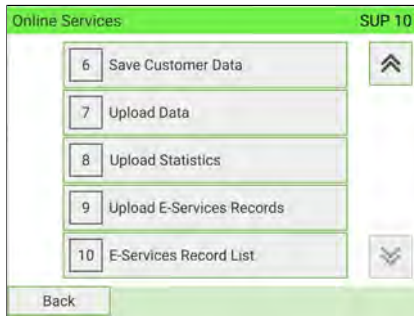 Online Services SUP 10
6 Save Customer Data
7 Upload Data
8 Upload Statistics
9 Upload E-Services Records
10 E-Services Record List
Back